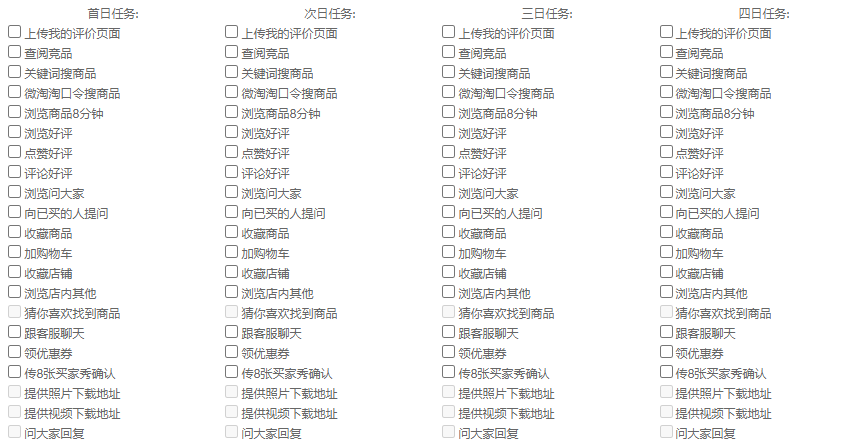 首日任务: 次日任务: 三日任务: 四日任务:
上传我的评价页面 上传我的评价页面 上传我的评价页面 上传我的评价页面
查阅竞品 查阅竞品 查阅竞品 查阅竞品
关键词搜商品 关键词搜商品 关键词搜商品 关键词搜商品
微淘淘口令搜商品 微淘淘口令搜商品 微淘淘口令搜商品 微淘淘口令搜商品
浏览商品8分钟 浏览商品8分钟 浏览商品8分钟 浏览商品8分钟
浏览好评 浏览好评 浏览好评 浏览好评
点赞好评 点赞好评 点赞好评 点赞好评
评论好评 评论好评 评论好评 评论好评
浏览问大家 浏览问大家 浏览问大家 浏览问大家
向已买的人提问 向已买的人提问 向已买的人提问 向已买的人提问
收藏商品 收藏商品 收藏商品 收藏商品
加购物车 加购物车 加购物车 加购物车
收藏店铺 收藏店铺 收藏店铺 收藏店铺
浏览店内其他 浏览店内其他 浏览店内其他 浏览店内其他
猜你喜欢找到商品 猜你喜欢找到商品 猜你喜欢找到商品 猜你喜欢找到商品
跟客服聊天 跟客服聊天 跟客服聊天 跟客服聊天
领优惠券 领优惠券 领优惠券 领优惠券
传8张买家秀确认 传8张买家秀确认 传8张买家秀确认 传8张买家秀确认
提供照片下载地址 提供照片下载地址 提供照片下载地址 提供照片下载地址
提供视频下载地址 提供视频下载地址 提供视频下载地址 提供视频下载地址
问大家回复 问大家回复 问大家回复 问大家回复